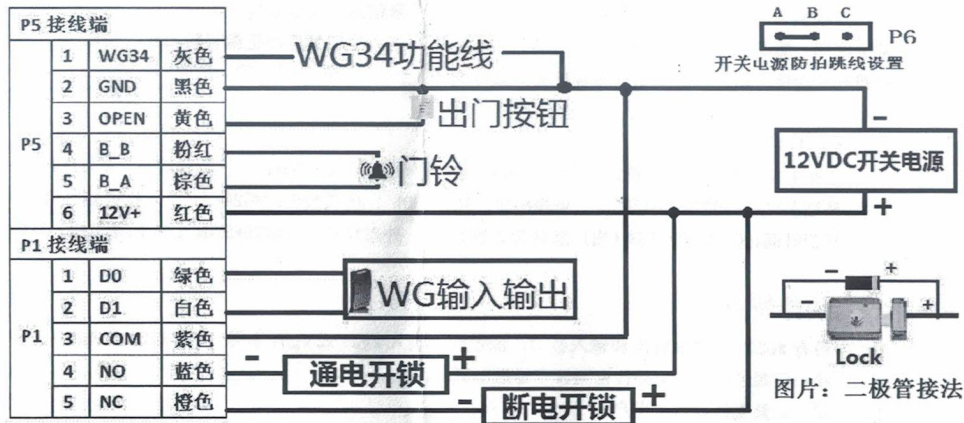 P5 接线端
P5
1 WG34 灰色
2 GND 黑色
3 OPEN 黄色
4 B_B 粉红
5 B_A 棕色
6 12V+ 红色
P1 接线端
P1
1 D0 绿色
2 D1 白色
3 COM 紫色
4 NO 蓝色
5 NC 橙色
WG34功能线
出门按钮
门铃
WG输入输出
- 通电开锁 +
- 断电开锁 +
A B C
P6
开关电源防拍跳线设置
-
12VDC开关电源
+
- +
- +
Lock
图片：二极管接法